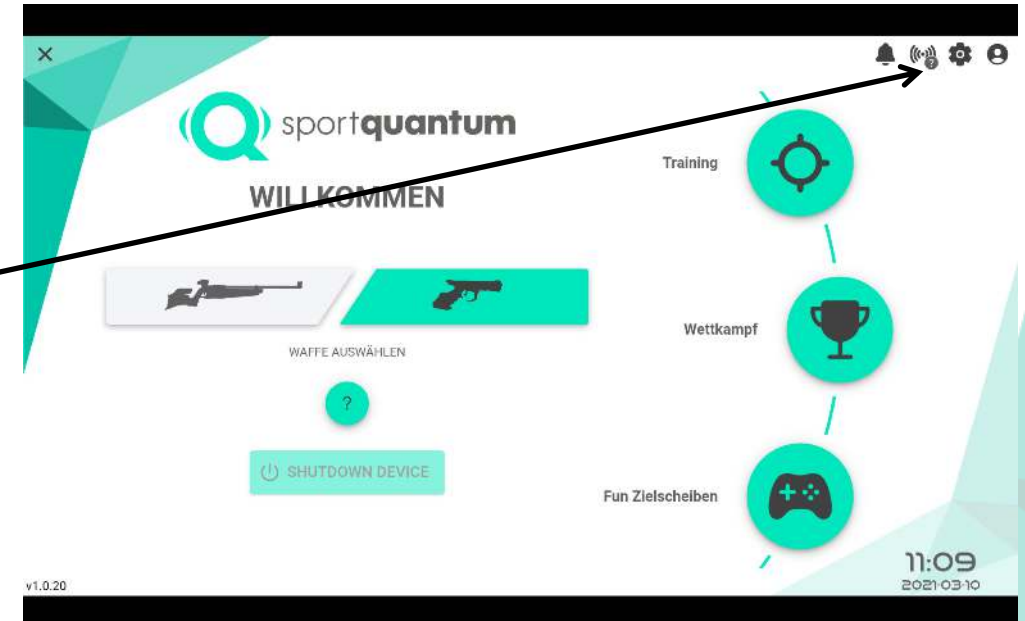 sportquantum
WILLKOMMEN
WAFFE AUSWÄHLEN
?
SHUTDOWN DEVICE
Training
Wettkampf
Fun Zielscheiben
v1.0.20
11:09
2021-03-10